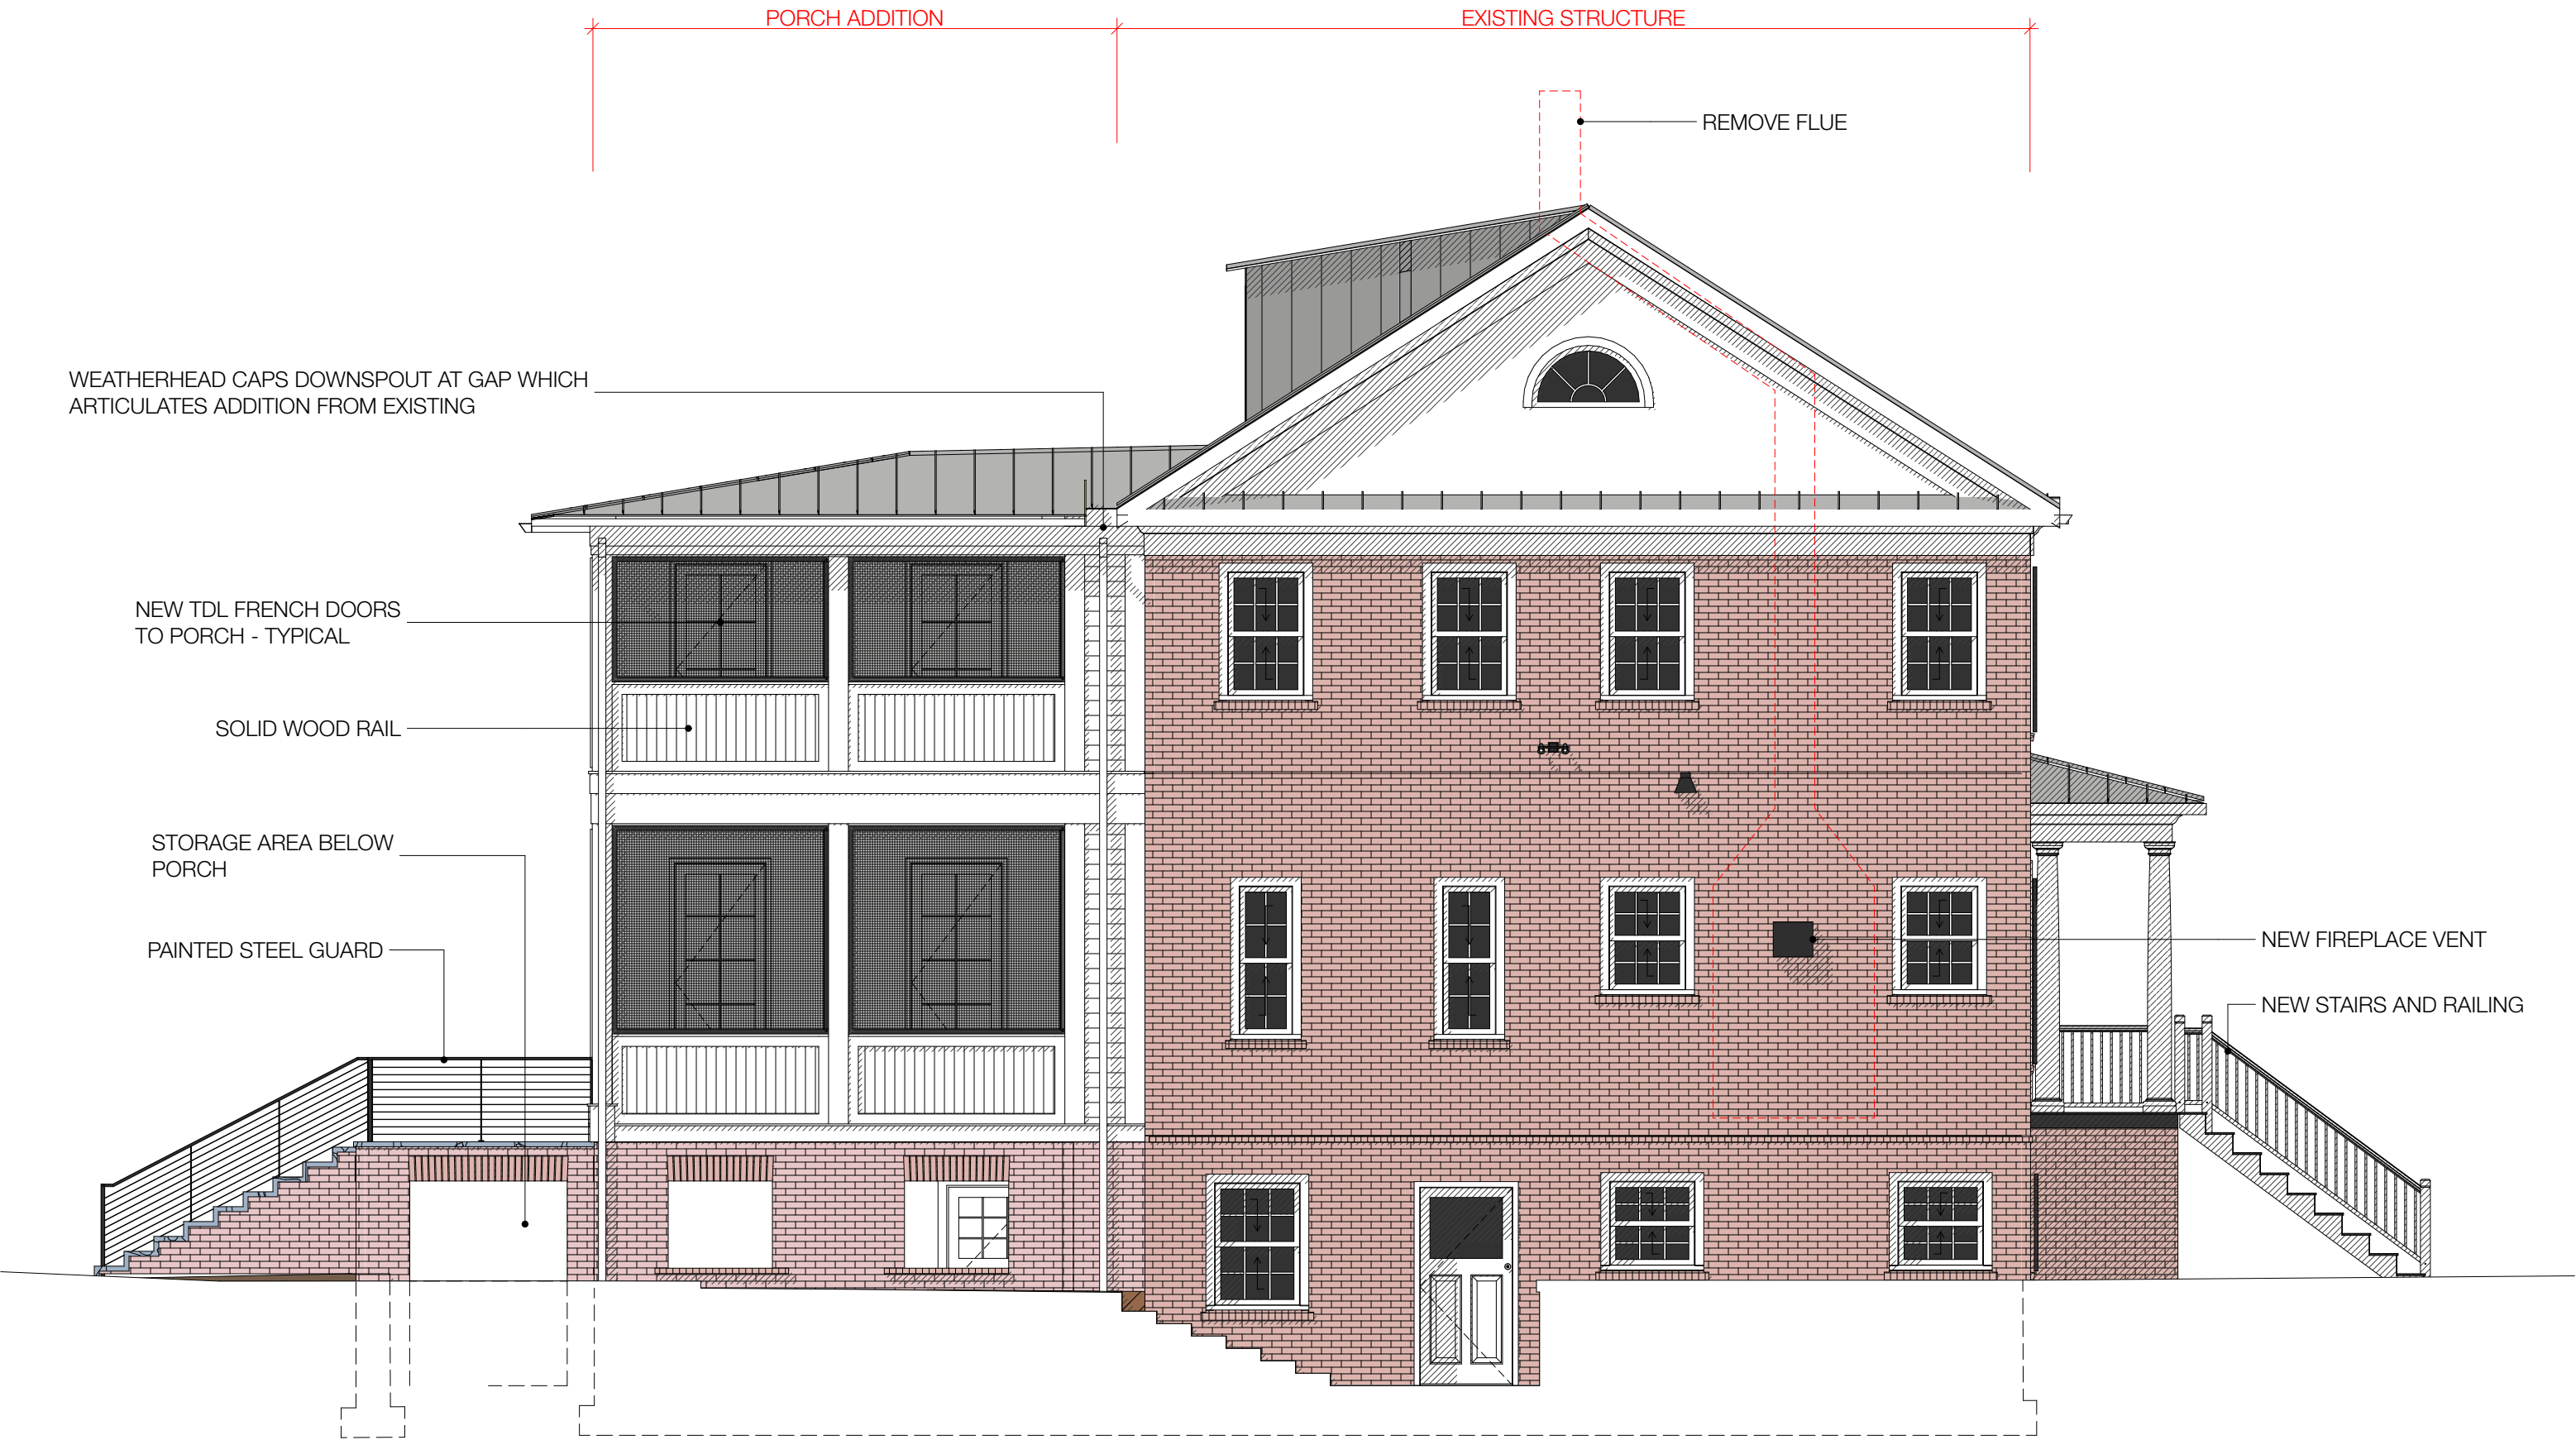 PORCH ADDITION
EXISTING STRUCTURE
REMOVE FLUE
WEATHERHEAD CAPS DOWNSPOUT AT GAP WHICH
ARTICULATES ADDITION FROM EXISTING
NEW TDL FRENCH DOORS
TO PORCH - TYPICAL
SOLID WOOD RAIL
STORAGE AREA BELOW
PORCH
PAINTED STEEL GUARD
NEW FIREPLACE VENT
NEW STAIRS AND RAILING